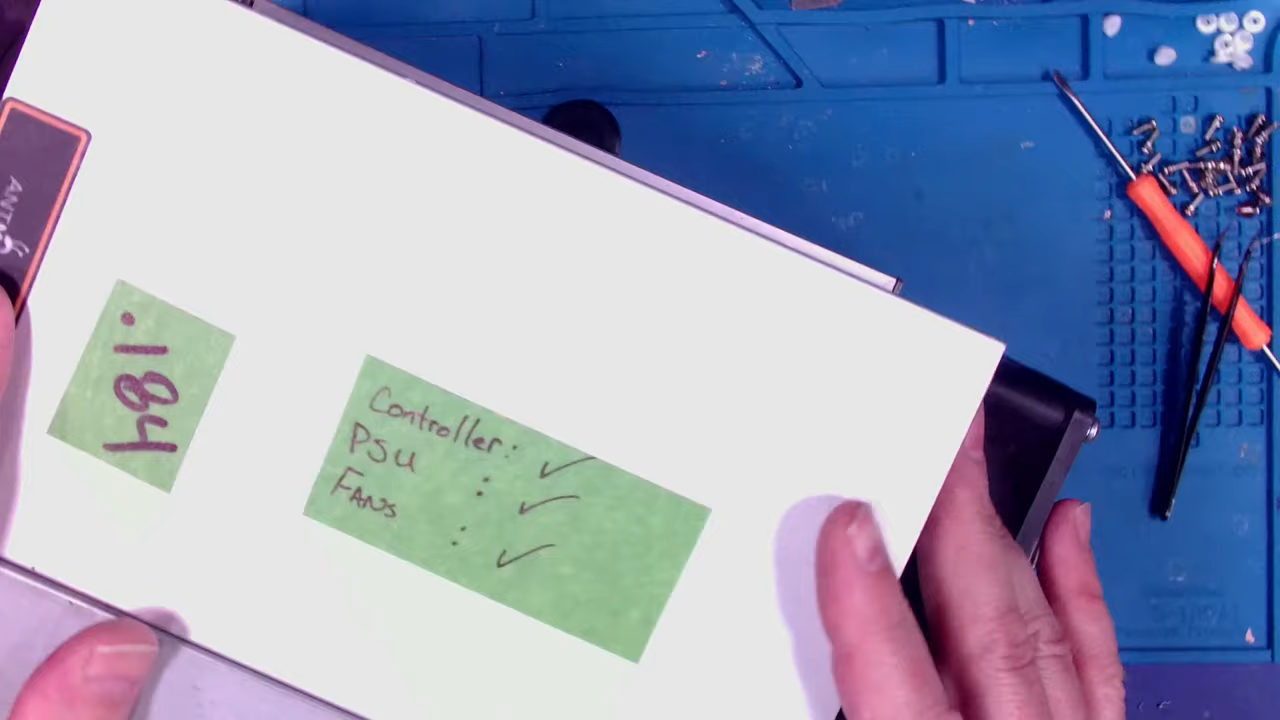 .184
Controller: ✓
PSU : ✓
FANS : ✓